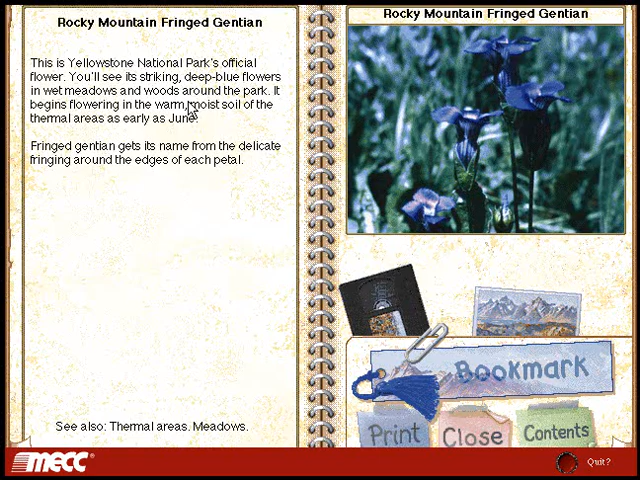 Rocky Mountain Fringed Gentian
This is Yellowstone National Park's official
flower. You'll see its striking, deep-blue flowers
in wet meadows and woods around the park. It
begins flowering in the warm, moist soil of the
thermal areas as early as June.
Fringed gentian gets its name from the delicate
fringing around the edges of each petal.
See also: Thermal areas. Meadows.
Rocky Mountain Fringed Gentian
Bookmark
Print
Close
Contents
mecc®
Quit?